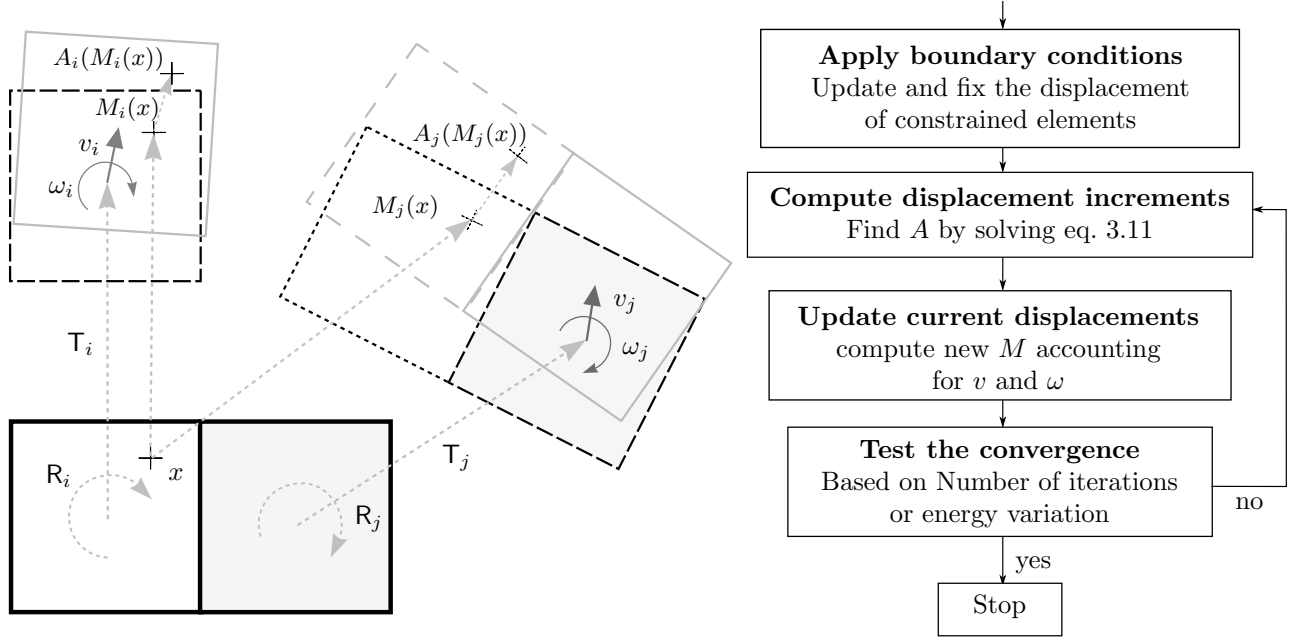 A_i(M_i(x))
M_i(x)
v_i
ω_i
T_i
R_i
x
A_j(M_j(x))
M_j(x)
v_j
ω_j
T_j
R_j
Apply boundary conditions
Update and fix the displacement
of constrained elements
Compute displacement increments
Find A by solving eq. 3.11
Update current displacements
compute new M accounting
for v and ω
Test the convergence
Based on Number of iterations
or energy variation
no
yes
Stop